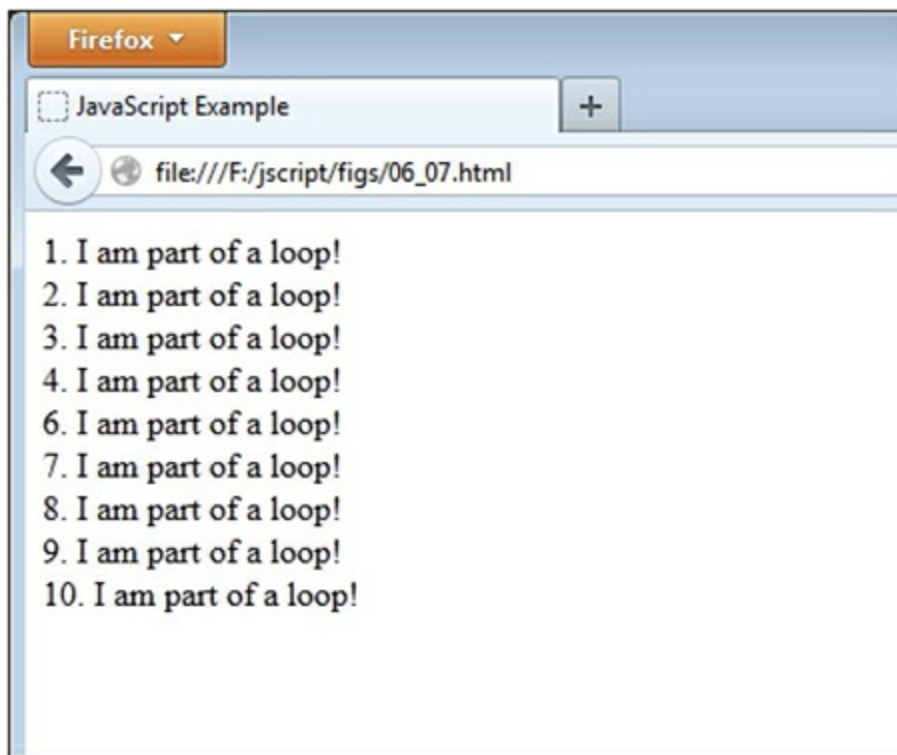 Firefox
JavaScript Example
file:///F:/jscript/figs/06_07.html
1. I am part of a loop!
2. I am part of a loop!
3. I am part of a loop!
4. I am part of a loop!
6. I am part of a loop!
7. I am part of a loop!
8. I am part of a loop!
9. I am part of a loop!
10. I am part of a loop!